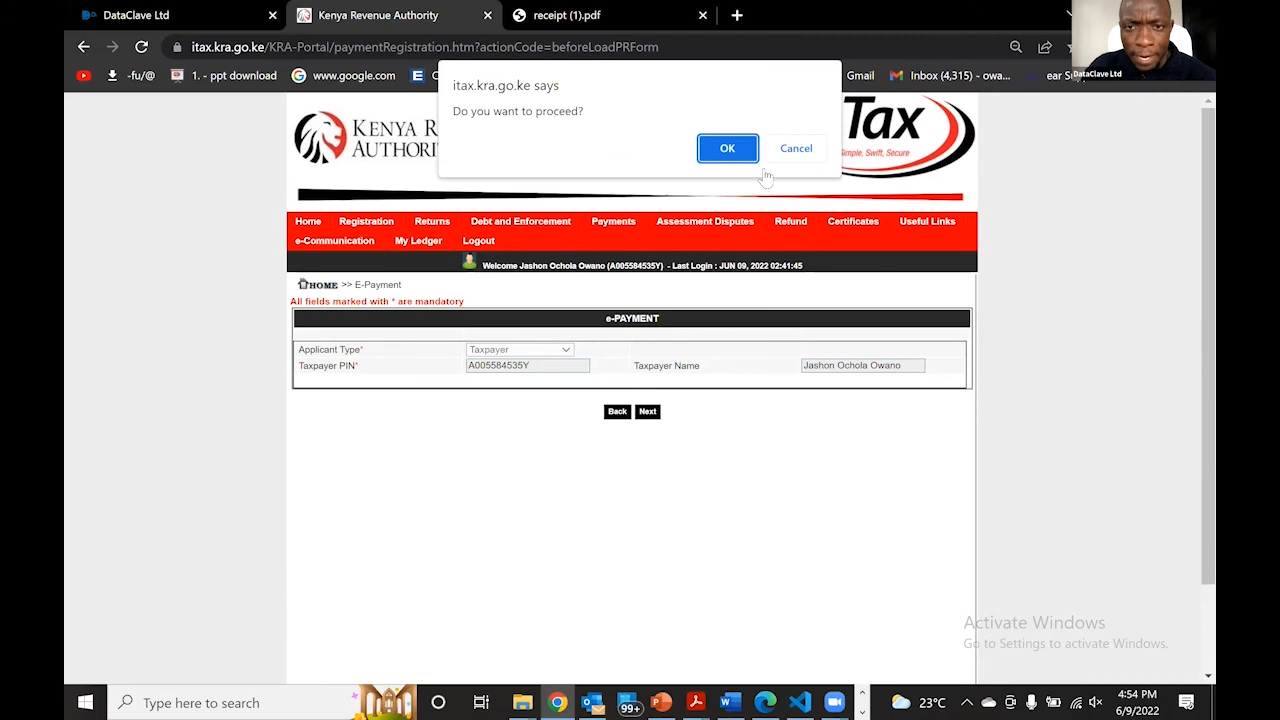 DataClave Ltd
Kenya Revenue Authority
receipt (1).pdf
itax.kra.go.ke/KRA-Portal/paymentRegistration.htm?actionCode=beforeLoadPRForm
-fu/@
1. - ppt download
www.google.com
Gmail
Inbox (4,315) - owa...
DataClave Ltd
itax.kra.go.ke says
Do you want to proceed?
OK
Cancel
KENYA R
AUTHORI
Tax
Simple, Swift, Secure
Home Registration Returns Debt and Enforcement Payments Assessment Disputes Refund Certificates Useful Links
e-Communication My Ledger Logout
Welcome Jashon Ochola Owano (A005584535Y) - Last Login : JUN 09, 2022 02:41:45
HOME >> E-Payment
All fields marked with * are mandatory
e-PAYMENT
Applicant Type* Taxpayer
Taxpayer PIN* A005584535Y Taxpayer Name Jashon Ochola Owano
Back Next
Activate Windows
Go to Settings to activate Windows.
Type here to search
99+
23°C
4:54 PM
6/9/2022